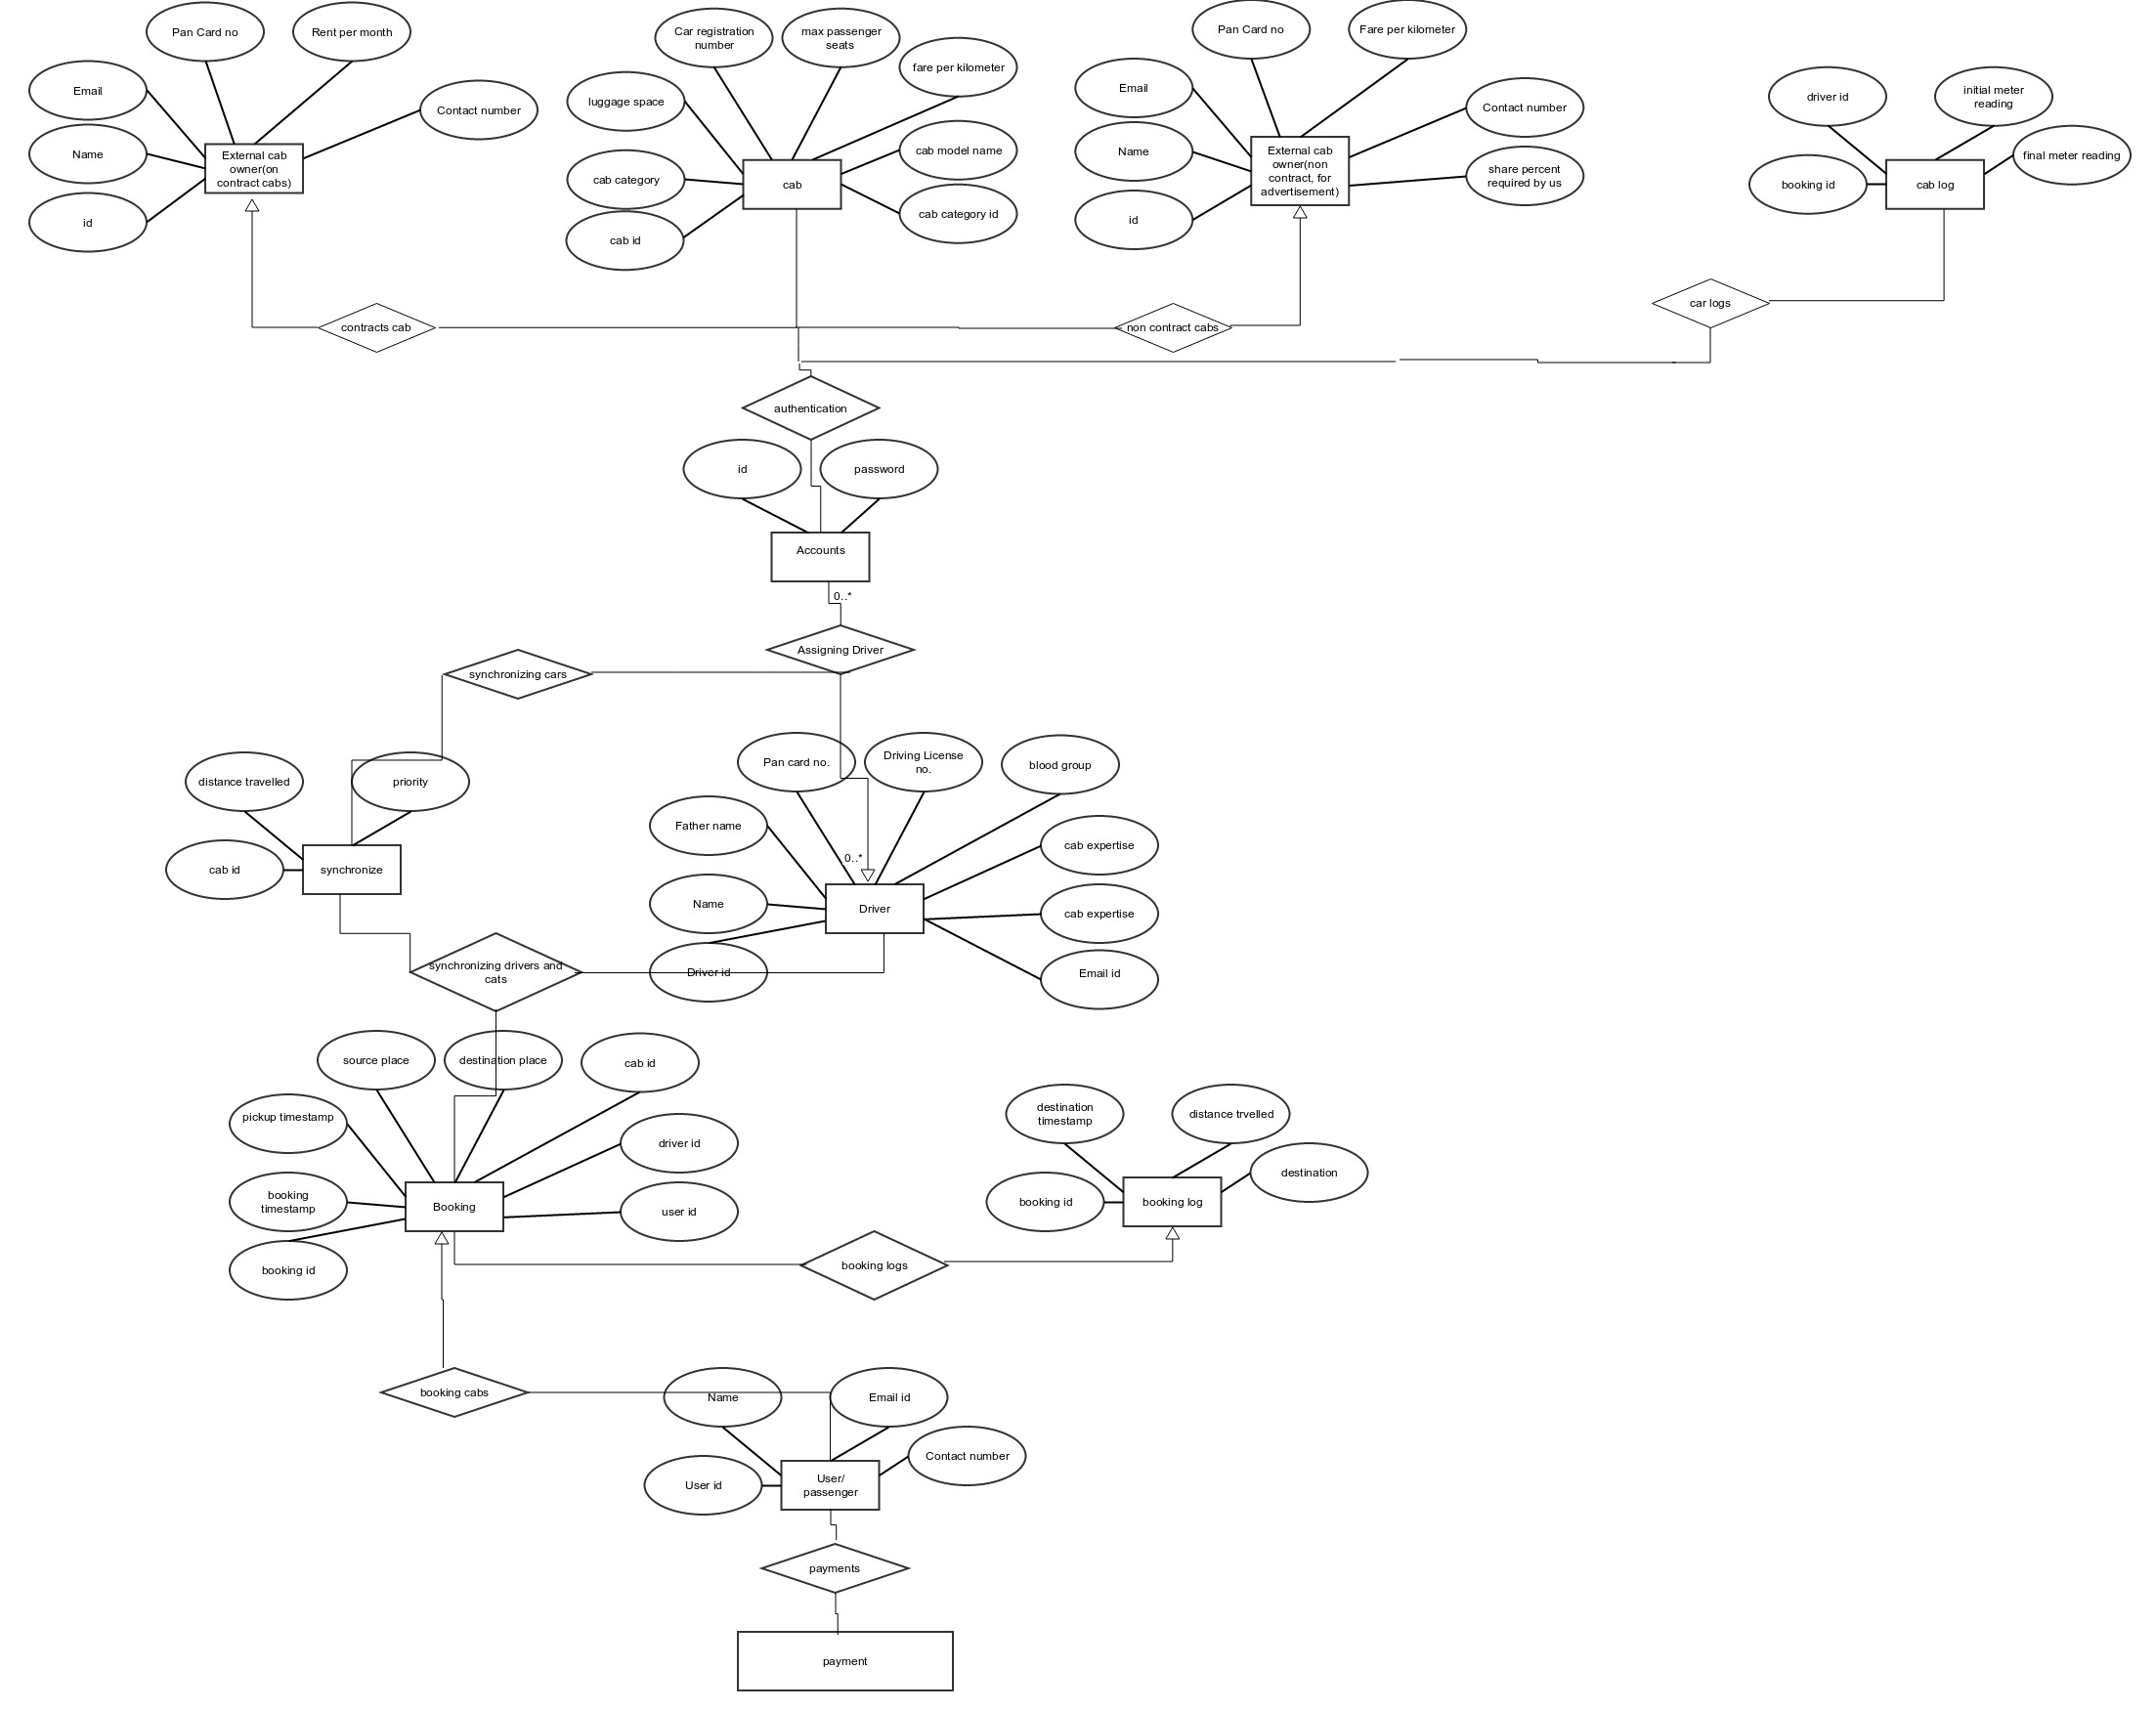 Pan Card no
Rent per month
Email
Contact number
Name
External cab
owner(on
contract cabs)
id
Car registration
number
max passenger
seats
fare per kilometer
luggage space
cab model name
cab category
cab
cab category id
cab id
Pan Card no
Fare per kilometer
Email
Contact number
Name
External cab
owner(non
contract, for
advertisement)
share percent
required by us
id
driver id
initial meter
reading
final meter reading
booking id
cab log
contracts cab
non contract cabs
car logs
authentication
id
password
Accounts
0..*
Assigning Driver
synchronizing cars
distance travelled
priority
cab id
synchronize
Pan card no.
Driving License
no.
blood group
Father name
cab expertise
0..*
Name
Driver
cab expertise
Driver id
Email id
synchronizing drivers and
cats
source place
destination place
cab id
pickup timestamp
driver id
booking
timestamp
Booking
user id
booking id
destination
timestamp
distance trvelled
destination
booking id
booking log
booking logs
booking cabs
Name
Email id
Contact number
User id
User/
passenger
payments
payment